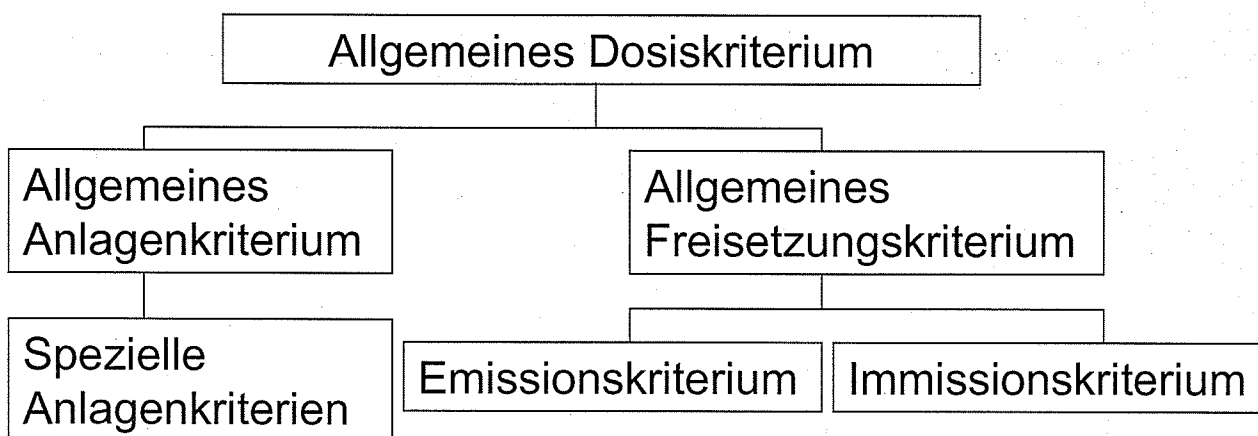 Allgemeines Dosiskriterium
Allgemeines
Anlagenkriterium
Allgemeines
Freisetzungskriterium
Spezielle
Anlagenkriterien
Emissionskriterium
Immissionskriterium